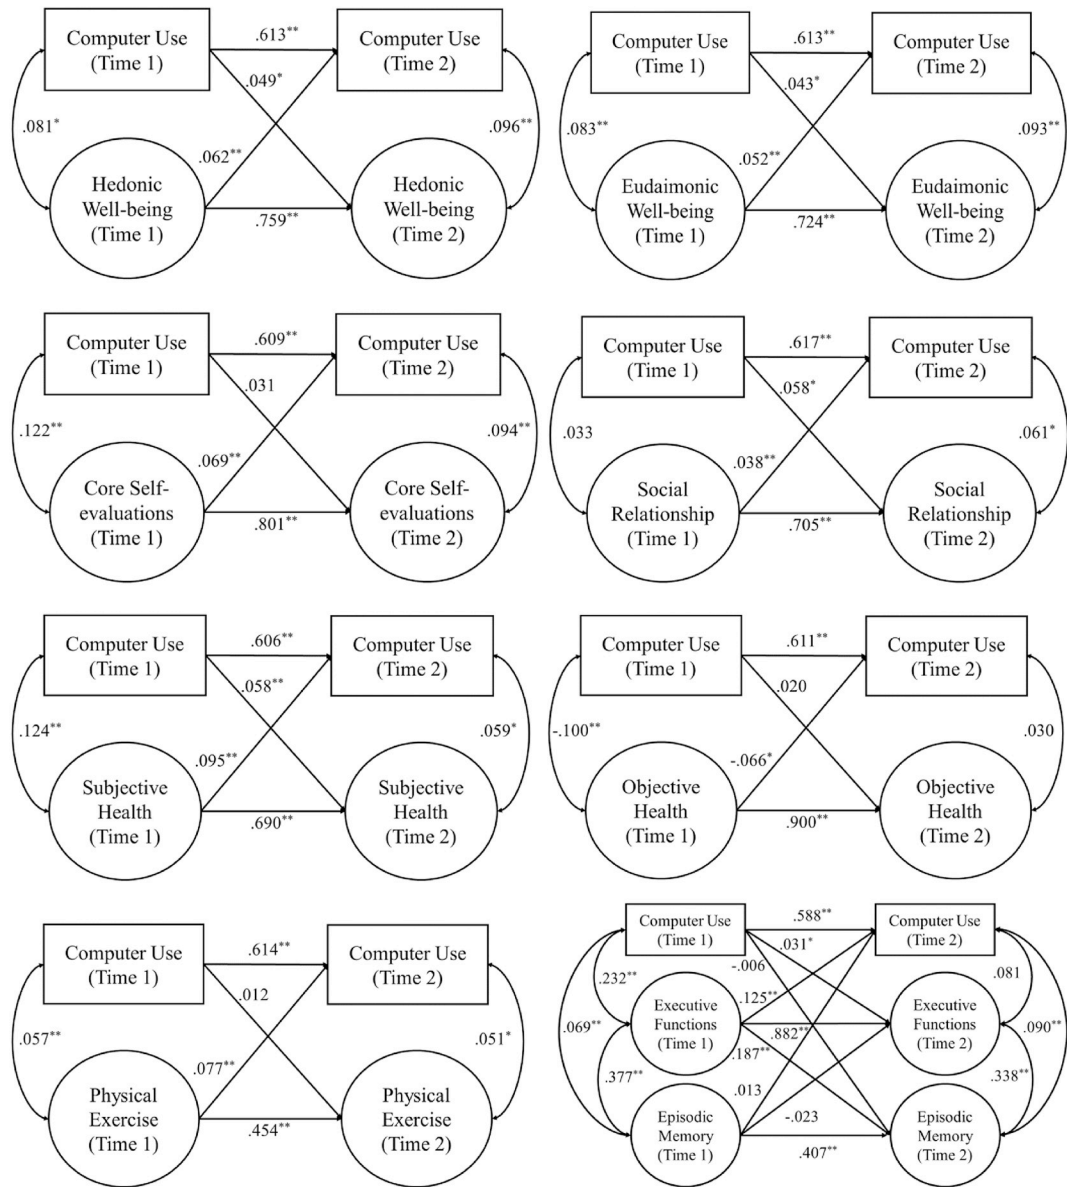 Computer Use
(Time 1)
.613**
Computer Use
(Time 2)
.049*
.081*
.096**
.062**
Hedonic
Well-being
(Time 1)
Hedonic
Well-being
(Time 2)
.759**
Computer Use
(Time 1)
.613**
Computer Use
(Time 2)
.043*
.083**
.093**
.052**
Eudaimonic
Well-being
(Time 1)
Eudaimonic
Well-being
(Time 2)
.724**
Computer Use
(Time 1)
.609**
Computer Use
(Time 2)
.031
.122**
.094**
.069**
Core Self-
evaluations
(Time 1)
Core Self-
evaluations
(Time 2)
.801**
Computer Use
(Time 1)
.617**
Computer Use
(Time 2)
.058*
.033
.061*
.038**
Social
Relationship
(Time 1)
Social
Relationship
(Time 2)
.705**
Computer Use
(Time 1)
.606**
Computer Use
(Time 2)
.058**
.124**
.059*
.095**
Subjective
Health
(Time 1)
Subjective
Health
(Time 2)
.690**
Computer Use
(Time 1)
.611**
Computer Use
(Time 2)
.020
-.100**
.030
-.066*
Objective
Health
(Time 1)
Objective
Health
(Time 2)
.900**
Computer Use
(Time 1)
.614**
Computer Use
(Time 2)
.012
.057**
.051*
.077**
Physical
Exercise
(Time 1)
Physical
Exercise
(Time 2)
.454**
Computer Use
(Time 1)
.588**
Computer Use
(Time 2)
.031*
-.006
.232**
.081
.125**
Executive
Functions
(Time 1)
Executive
Functions
(Time 2)
.069**
.882**
.090**
.187**
.377**
.338**
.013
-.023
Episodic
Memory
(Time 1)
Episodic
Memory
(Time 2)
.407**